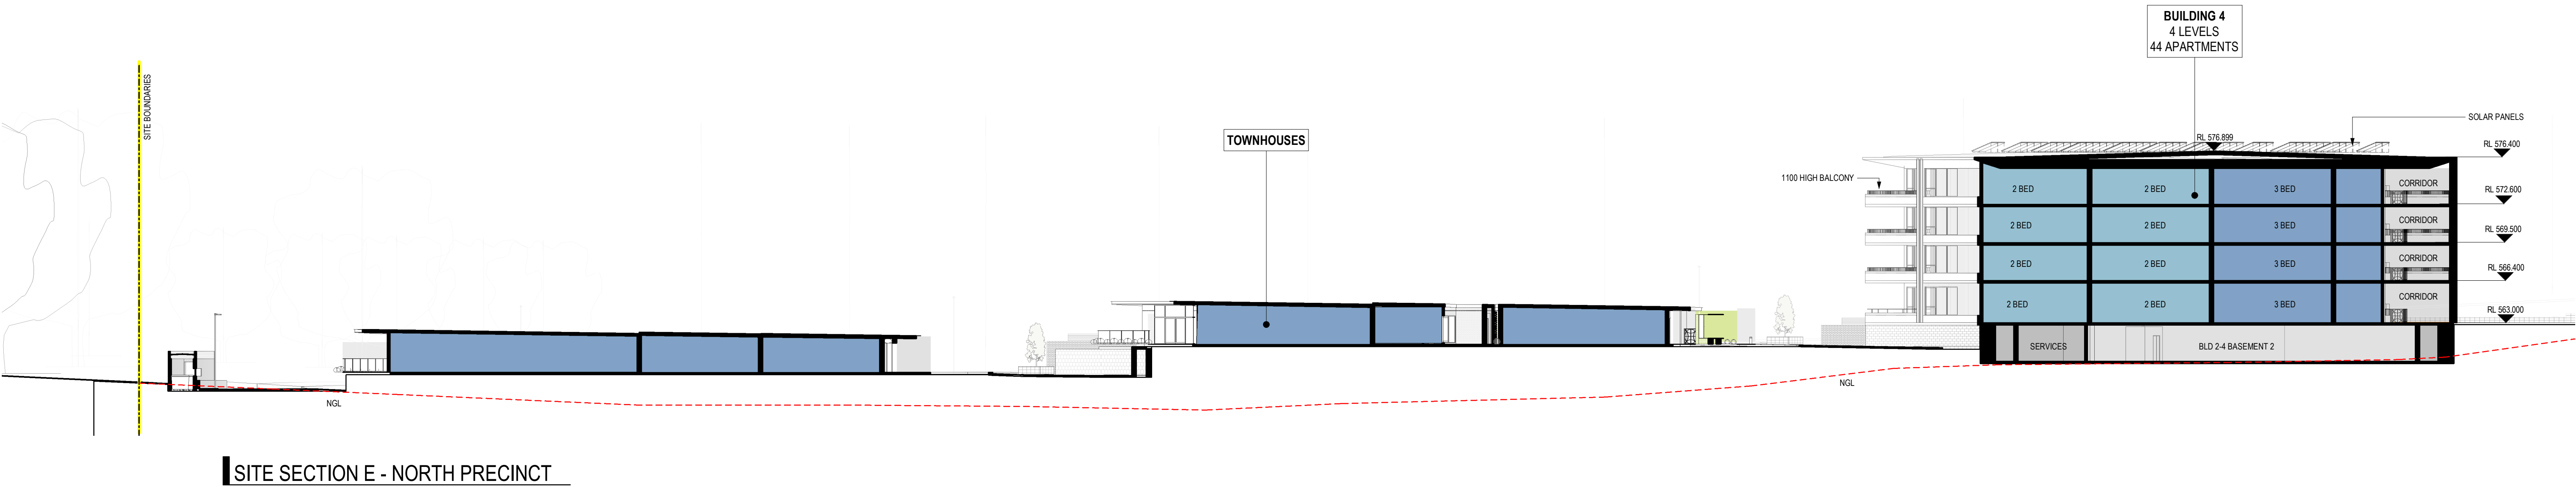 BUILDING 4
4 LEVELS
44 APARTMENTS
SITE BOUNDARIES
TOWNHOUSES
SOLAR PANELS
RL 576.899
RL 576.400
1100 HIGH BALCONY
2 BED
2 BED
3 BED
CORRIDOR
RL 572.600
2 BED
2 BED
3 BED
CORRIDOR
RL 569.500
2 BED
2 BED
3 BED
CORRIDOR
RL 566.400
2 BED
2 BED
3 BED
CORRIDOR
RL 563.000
SERVICES
BLD 2-4 BASEMENT 2
NGL
NGL
SITE SECTION E - NORTH PRECINCT